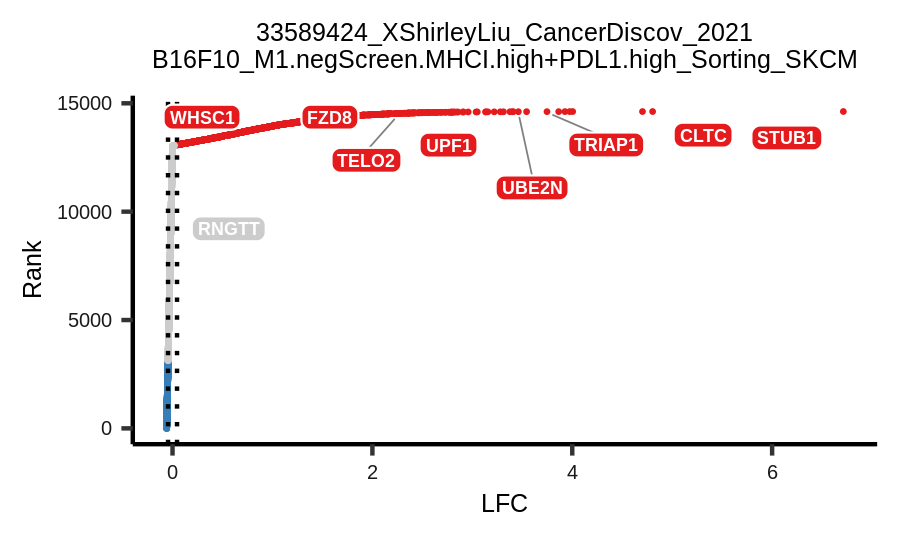 33589424_XShirleyLiu_CancerDiscov_2021
B16F10_M1.negScreen.MHCI.high+PDL1.high_Sorting_SKCM
15000
10000
5000
0
Rank
WHSC1
FZD8
TELO2
UPF1
UBE2N
TRIAP1
CLTC
STUB1
RNGTT
0
2
4
6
LFC